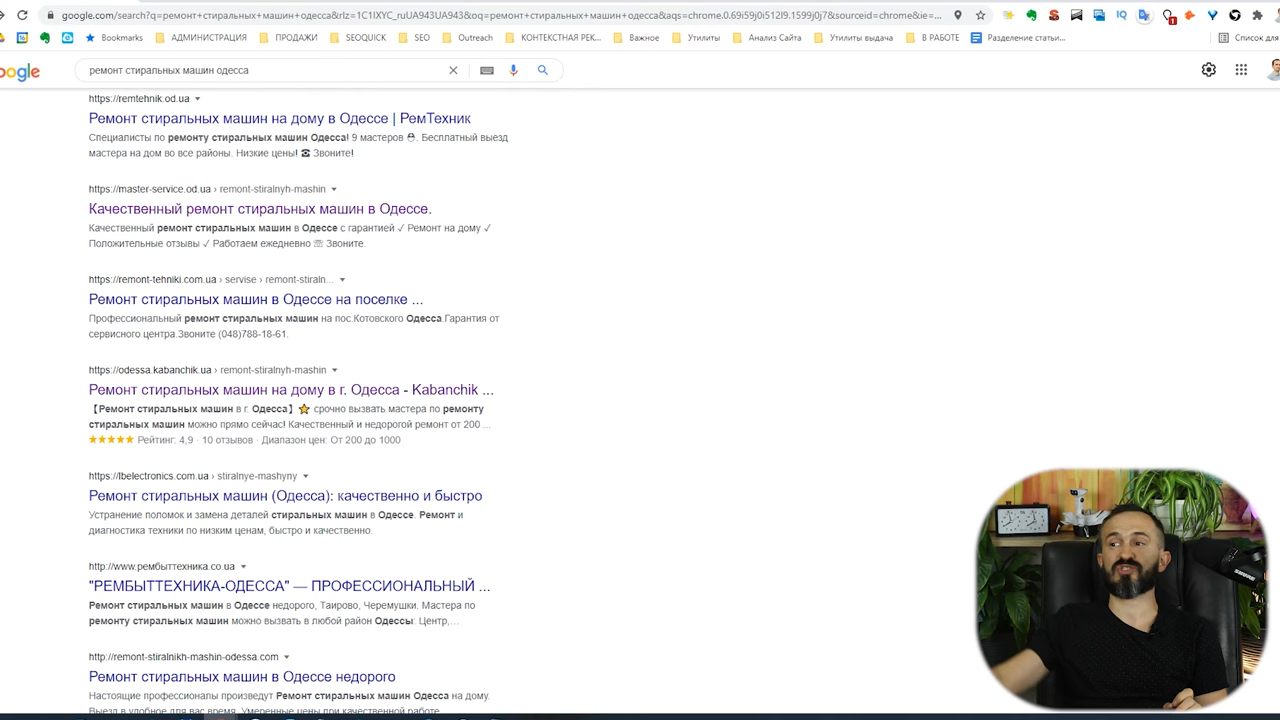 google.com/search?q=ремонт+стиральных+машин+одесса&rlz=1C1IXYC_ruUA943UA943&oq=ремонт+стиральных+машин+одесса&aqs=chrome.0.69i59j0i512l9.1599j0j7&sourceid=chrome&ie=...
Bookmarks АДМИНИСТРАЦИЯ ПРОДАЖИ SEOQUICK SEO Outreach КОНТЕКСТНАЯ РЕК... Важное Утилиты Анализ Сайта Утилиты выдача В РАБОТЕ Разделение статьи... Список для
oogle ремонт стиральных машин одесса
https://remtehnik.od.ua
Ремонт стиральных машин на дому в Одессе | РемТехник
Специалисты по ремонту стиральных машин Одесса! 9 мастеров. Бесплатный выезд
мастера на дом во все районы. Низкие цены! ☎ Звоните!
https://master-service.od.ua › remont-stiralnyh-mashin
Качественный ремонт стиральных машин в Одессе.
Качественный ремонт стиральных машин в Одессе с гарантией ✓ Ремонт на дому ✓
Положительные отзывы ✓ Работаем ежедневно ☏ Звоните.
https://remont-tehniki.com.ua › servise › remont-stiraln...
Ремонт стиральных машин в Одессе на поселке ...
Профессиональный ремонт стиральных машин на пос.Котовского Одесса.Гарантия от
сервисного центра.Звоните (048)788-18-61.
https://odessa.kabanchik.ua › remont-stiralnyh-mashin
Ремонт стиральных машин на дому в г. Одесса - Kabanchik ...
【Ремонт стиральных машин в г. Одесса】⭐ срочно вызвать мастера по ремонту
стиральных машин можно прямо сейчас! Качественный и недорогой ремонт от 200 ...
★★★★★ Рейтинг: 4,9 · 10 отзывов · Диапазон цен: От 200 до 1000
https://lbelectronics.com.ua › stiralnye-mashyny
Ремонт стиральных машин (Одесса): качественно и быстро
Устранение поломок и замена деталей стиральных машин в Одессе. Ремонт и
диагностика техники по низким ценам, быстро и качественно.
http://www.рембыттехника.co.ua
"РЕМБЫТТЕХНИКА-ОДЕССА" — ПРОФЕССИОНАЛЬНЫЙ ...
Ремонт стиральных машин в Одессе недорого, Таирово, Черемушки. Мастера по
ремонту стиральных машин можно вызвать в любой район Одессы: Центр,...
http://remont-stiralnikh-mashin-odessa.com
Ремонт стиральных машин в Одессе недорого
Настоящие профессионалы произведут Ремонт стиральных машин Одесса на дому.
Выезд в удобное для вас время. Умеренные цены при качественной работе.